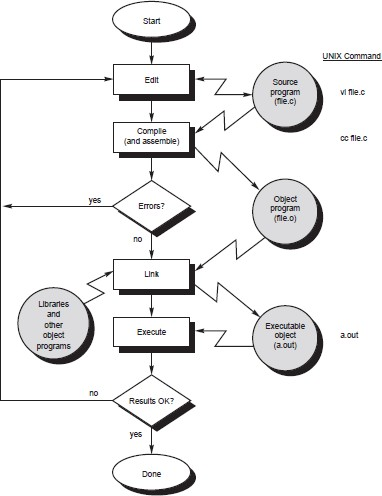 Start
UNIX Command
Edit
Source
program
(file.c)
vi file.c
Compile
(and assemble)
cc file.c
yes
Errors?
Object
program
(file.o)
no
Link
Libraries
and
other
object
programs
Execute
Executable
object
(a.out)
a.out
no
Results OK?
yes
Done